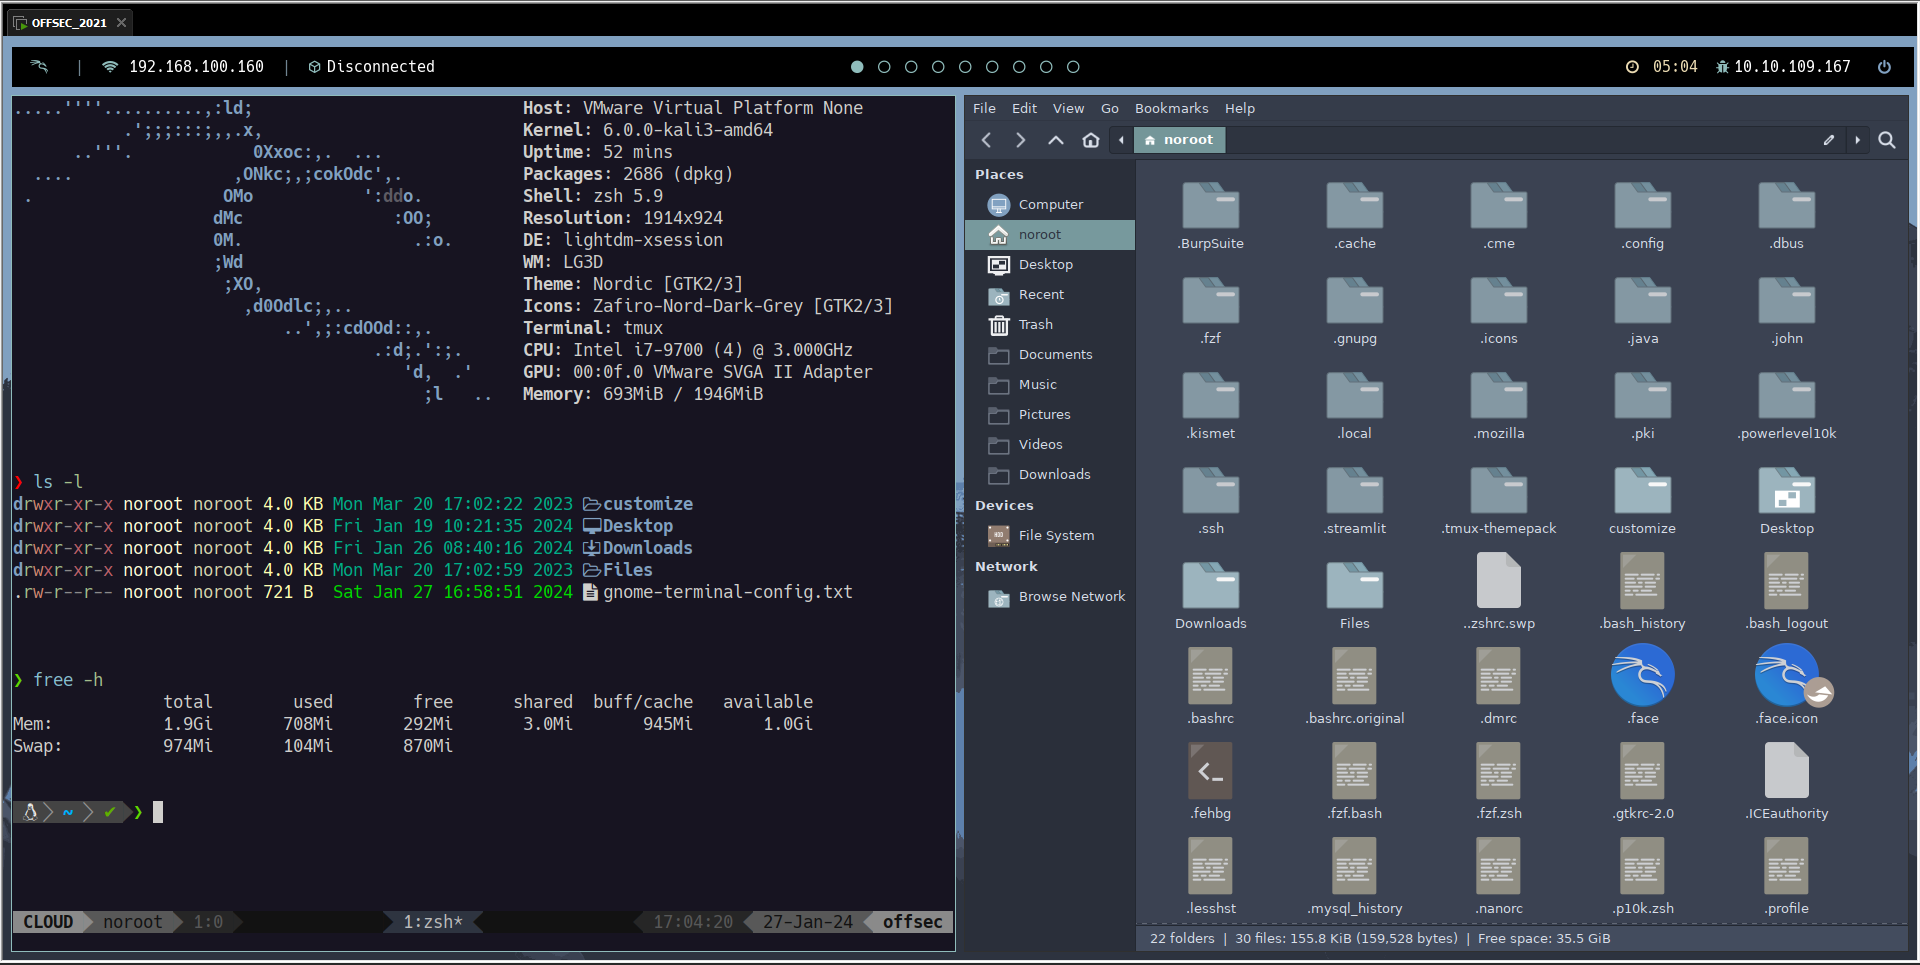 OFFSEC_2021
192.168.100.160 | Disconnected
05:04 10.10.109.167
.....''''..........,:ld; Host: VMware Virtual Platform None
.';;;:::;,,.x, Kernel: 6.0.0-kali3-amd64
..'''. 0Xxoc:,. ... Uptime: 52 mins
.... ,ONkc;,;cokOdc',. Packages: 2686 (dpkg)
. OMo ':ddo. Shell: zsh 5.9
dMc :OO; Resolution: 1914x924
0M. .:o. DE: lightdm-xsession
;Wd WM: LG3D
;XO, Theme: Nordic [GTK2/3]
,d0Odlc;,.. Icons: Zafiro-Nord-Dark-Grey [GTK2/3]
..',;:cdOOd::,. Terminal: tmux
.:d;.':;. CPU: Intel i7-9700 (4) @ 3.000GHz
'd, .' GPU: 00:0f.0 VMware SVGA II Adapter
;l .. Memory: 693MiB / 1946MiB
❯ ls -l
drwxr-xr-x noroot noroot 4.0 KB Mon Mar 20 17:02:22 2023 customize
drwxr-xr-x noroot noroot 4.0 KB Fri Jan 19 10:21:35 2024 Desktop
drwxr-xr-x noroot noroot 4.0 KB Fri Jan 26 08:40:16 2024 Downloads
drwxr-xr-x noroot noroot 4.0 KB Mon Mar 20 17:02:59 2023 Files
.rw-r--r-- noroot noroot 721 B Sat Jan 27 16:58:51 2024 gnome-terminal-config.txt
❯ free -h
total used free shared buff/cache available
Mem: 1.9Gi 708Mi 292Mi 3.0Mi 945Mi 1.0Gi
Swap: 974Mi 104Mi 870Mi
~ ✔ ❯
CLOUD noroot 1:0 1:zsh* 17:04:20 27-Jan-24 offsec
File Edit View Go Bookmarks Help
noroot
Places
Computer
noroot
Desktop
Recent
Trash
Documents
Music
Pictures
Videos
Downloads
Devices
File System
Network
Browse Network
.BurpSuite .cache .cme .config .dbus
.fzf .gnupg .icons .java .john
.kismet .local .mozilla .pki .powerlevel10k
.ssh .streamlit .tmux-themepack customize Desktop
Downloads Files ..zshrc.swp .bash_history .bash_logout
.bashrc .bashrc.original .dmrc .face .face.icon
.fehbg .fzf.bash .fzf.zsh .gtkrc-2.0 .ICEauthority
.lesshst .mysql_history .nanorc .p10k.zsh .profile
22 folders | 30 files: 155.8 KiB (159,528 bytes) | Free space: 35.5 GiB